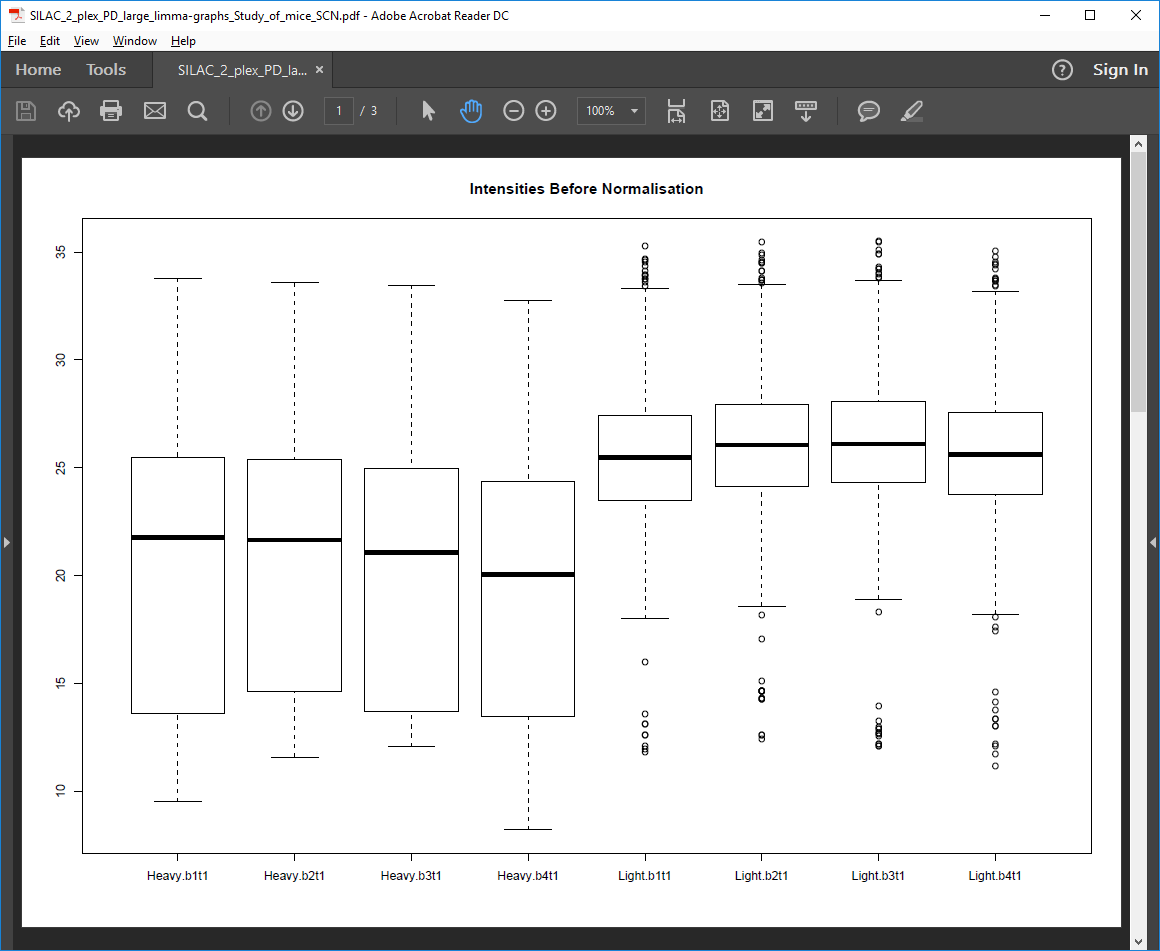 SILAC_2_plex_PD_large_limma-graphs_Study_of_mice_SCN.pdf - Adobe Acrobat Reader DC
File Edit View Window Help
Home Tools SILAC_2_plex_PD_la... × ? Sign In
1 / 3 100%
Intensities Before Normalisation
35
30
25
20
15
10
Heavy.b1t1 Heavy.b2t1 Heavy.b3t1 Heavy.b4t1 Light.b1t1 Light.b2t1 Light.b3t1 Light.b4t1